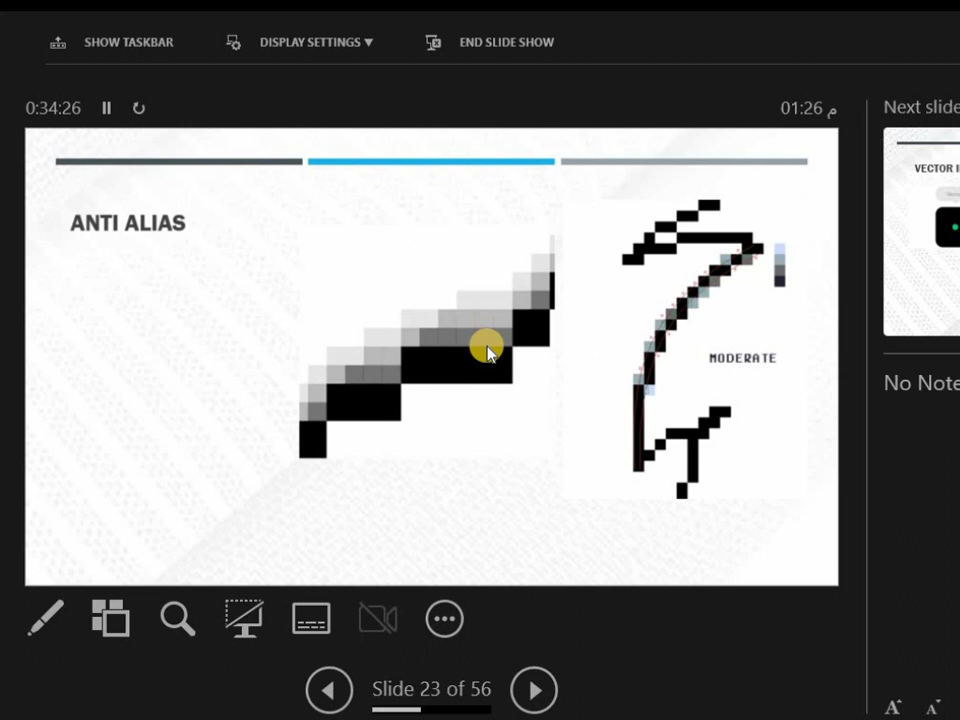 SHOW TASKBAR
DISPLAY SETTINGS ▼
END SLIDE SHOW
0:34:26
01:26 م
Next slide
ANTI ALIAS
MODERATE
VECTOR I
No Note
Slide 23 of 56
A A